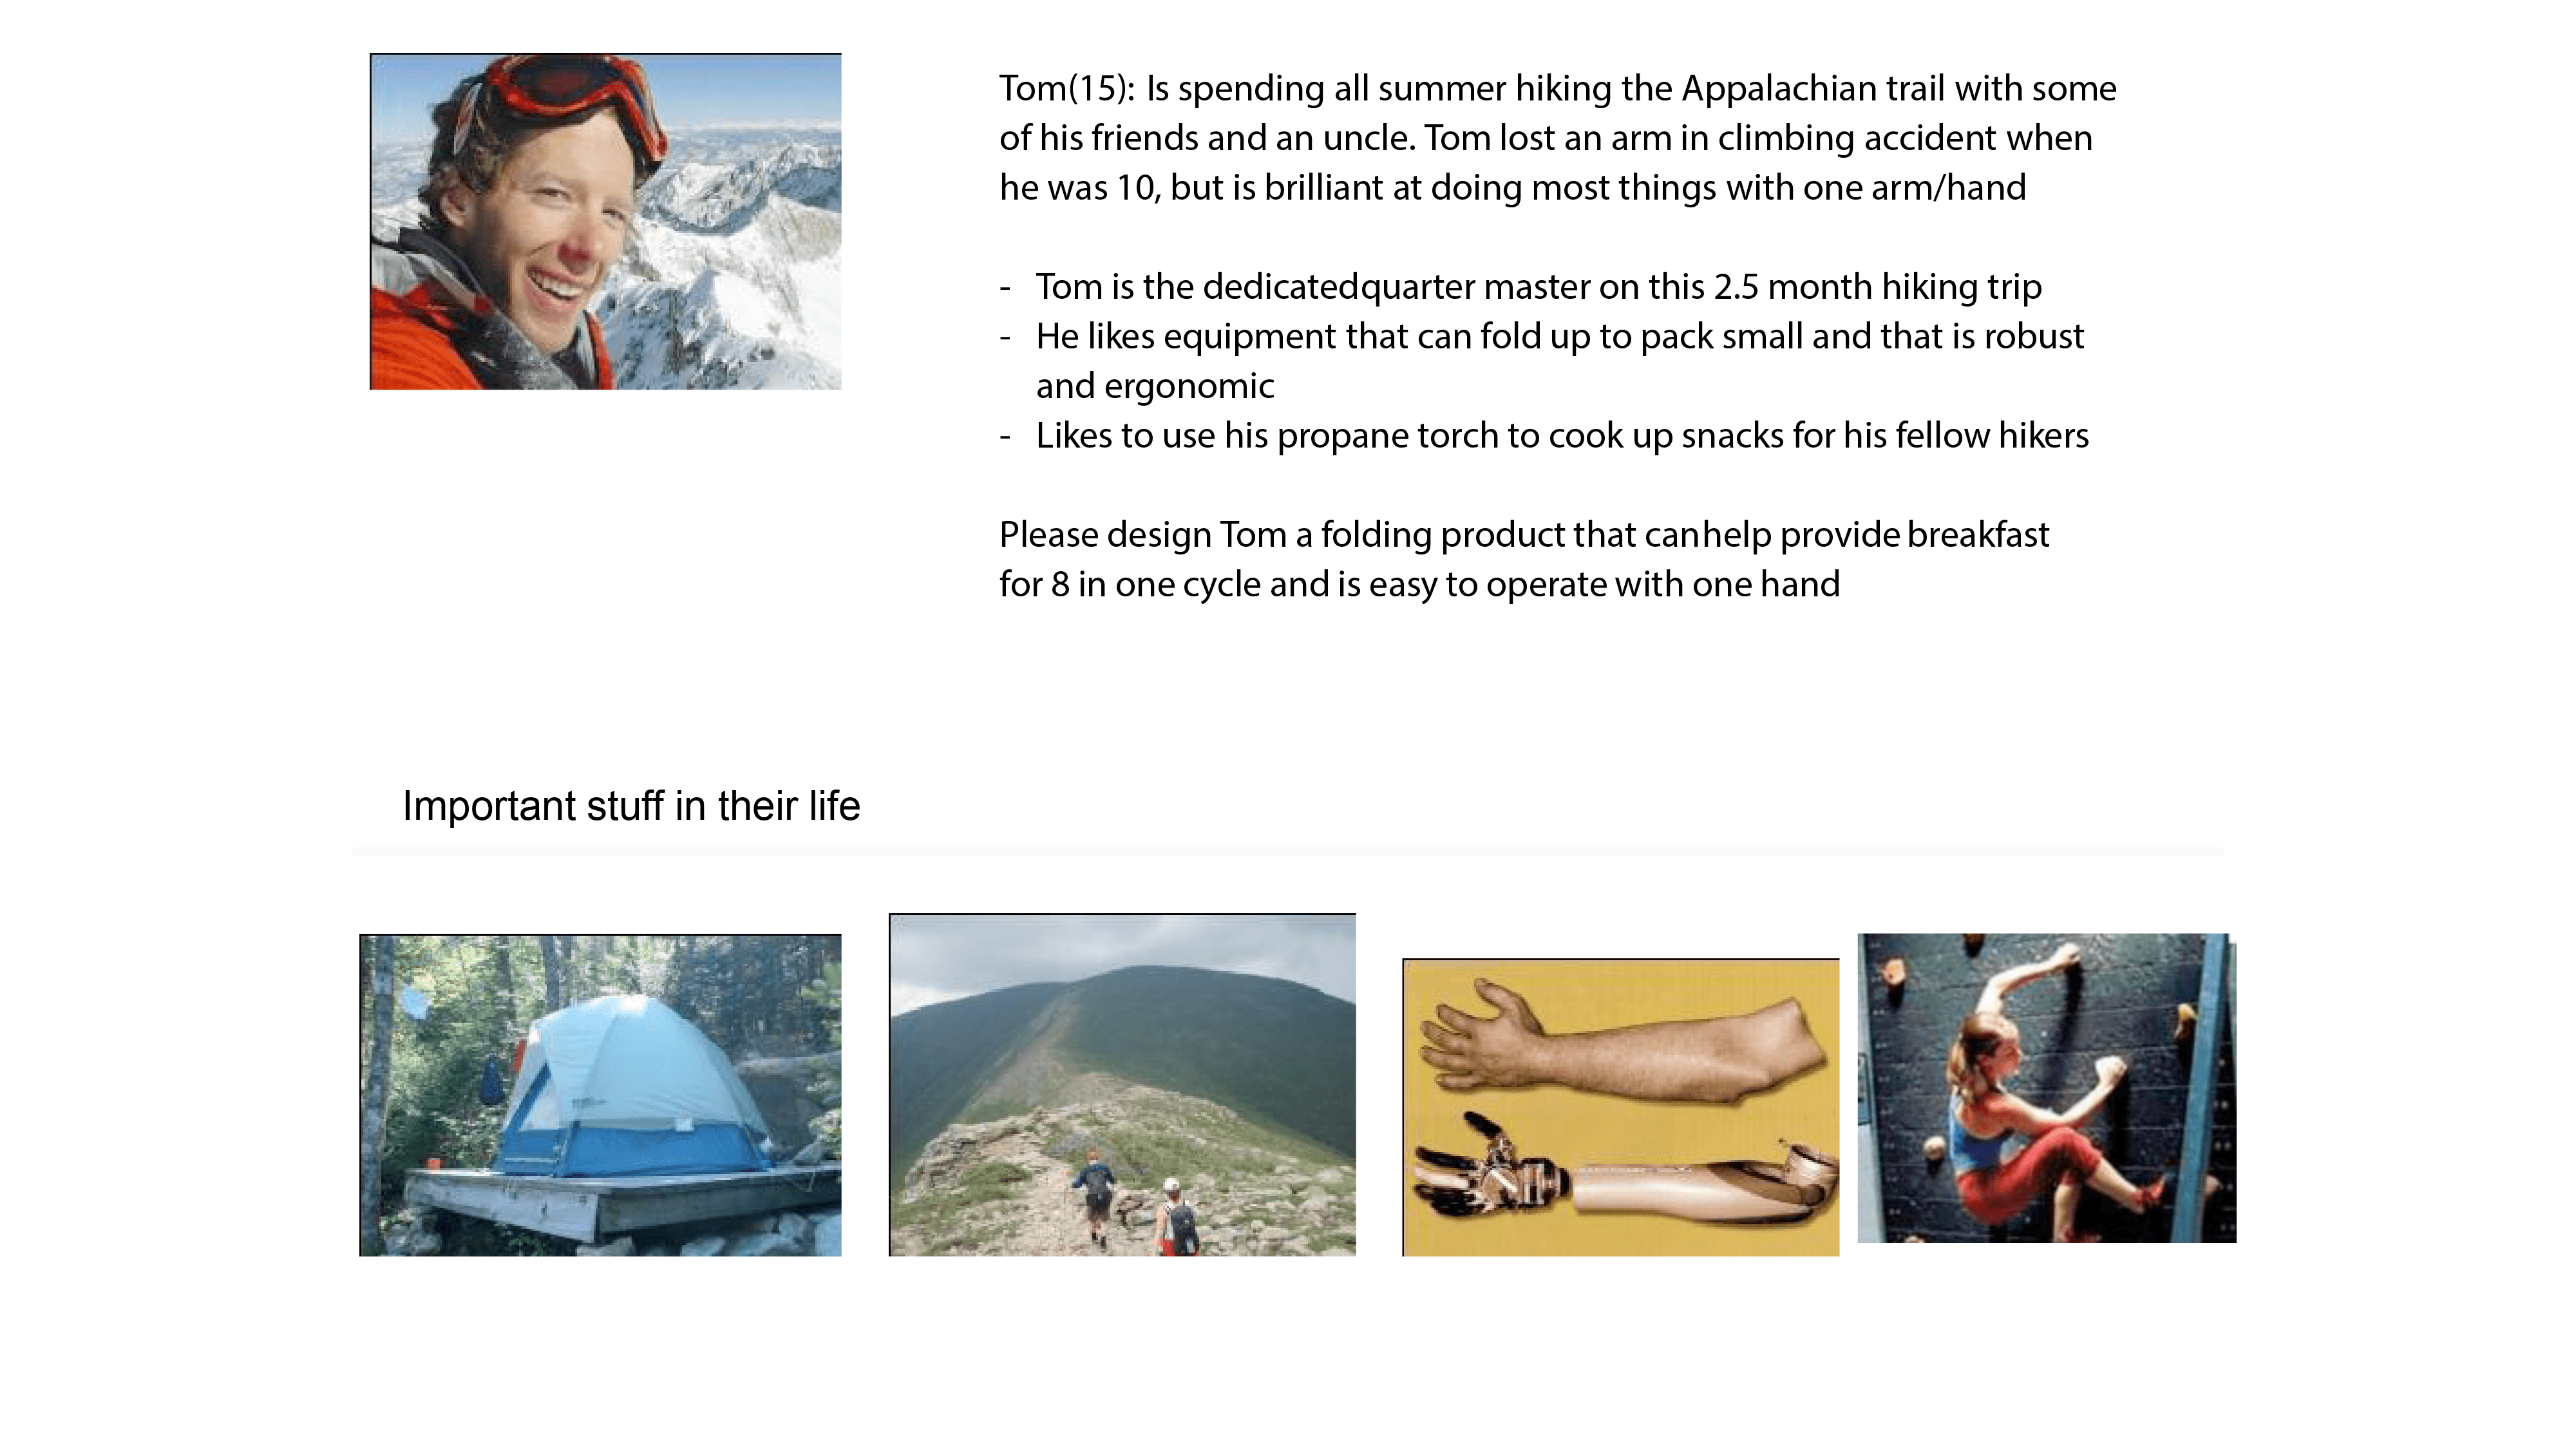 Tom(15): Is spending all summer hiking the Appalachian trail with some
of his friends and an uncle. Tom lost an arm in climbing accident when
he was 10, but is brilliant at doing most things with one arm/hand
- Tom is the dedicatedquarter master on this 2.5 month hiking trip
- He likes equipment that can fold up to pack small and that is robust
and ergonomic
- Likes to use his propane torch to cook up snacks for his fellow hikers
Please design Tom a folding product that canhelp provide breakfast
for 8 in one cycle and is easy to operate with one hand
Important stuff in their life